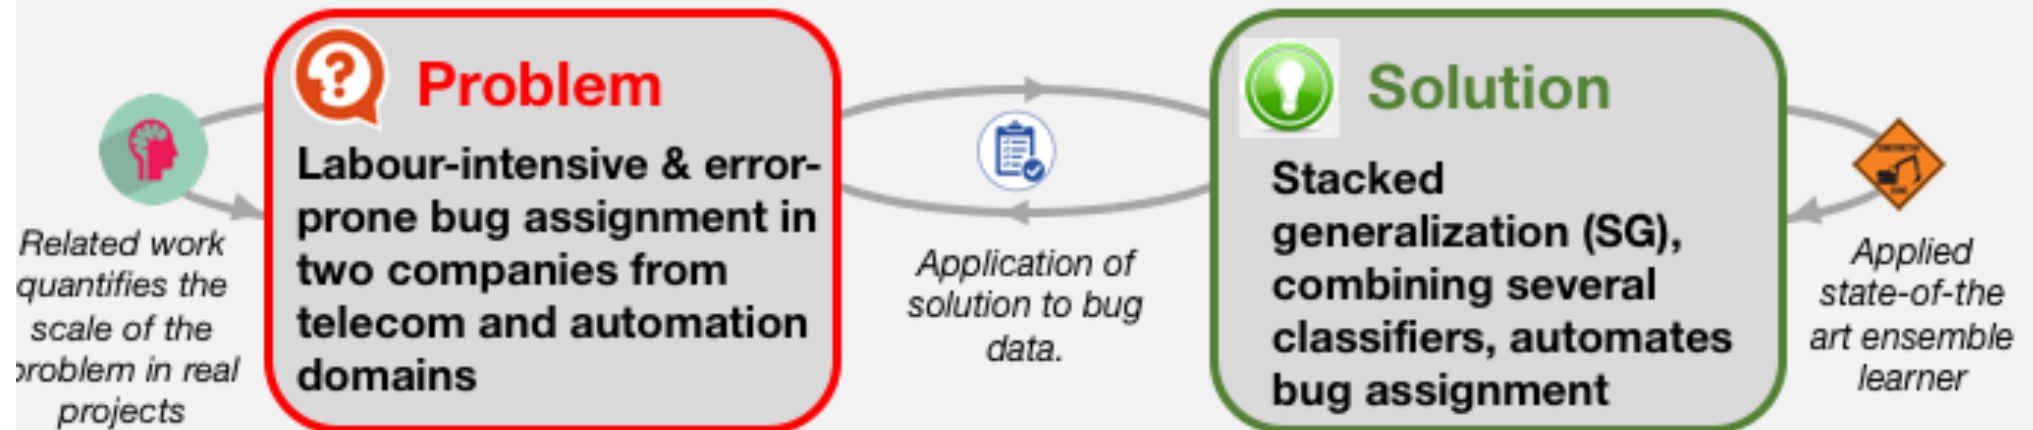 Related work
quantifies the
scale of the
problem in real
projects
Problem
Labour-intensive & error-
prone bug assignment in
two companies from
telecom and automation
domains
Application of
solution to bug
data.
Solution
Stacked
generalization (SG),
combining several
classifiers, automates
bug assignment
Applied
state-of-the
art ensemble
learner